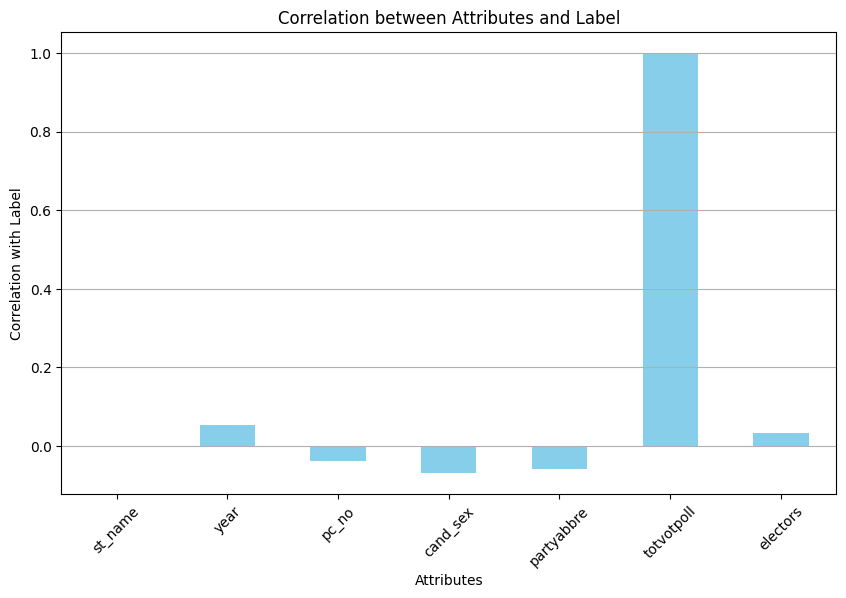 Correlation between Attributes and Label
Correlation with Label
1.0
0.8
0.6
0.4
0.2
0.0
st_name
year
pc_no
cand_sex
partyabbre
totvotpoll
electors
Attributes